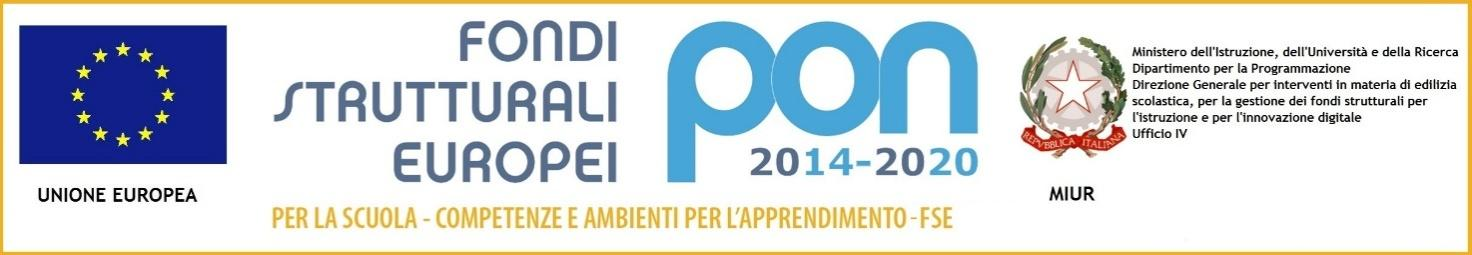 UNIONE EUROPEA
FONDI
STRUTTURALI
EUROPEI
pon
2014-2020
PER LA SCUOLA - COMPETENZE E AMBIENTI PER L'APPRENDIMENTO-FSE
REPVBBLICA ITALIANA
MIUR
Ministero dell'Istruzione, dell'Università e della Ricerca
Dipartimento per la Programmazione
Direzione Generale per interventi in materia di edilizia
scolastica, per la gestione dei fondi strutturali per
l'istruzione e per l'innovazione digitale
Ufficio IV